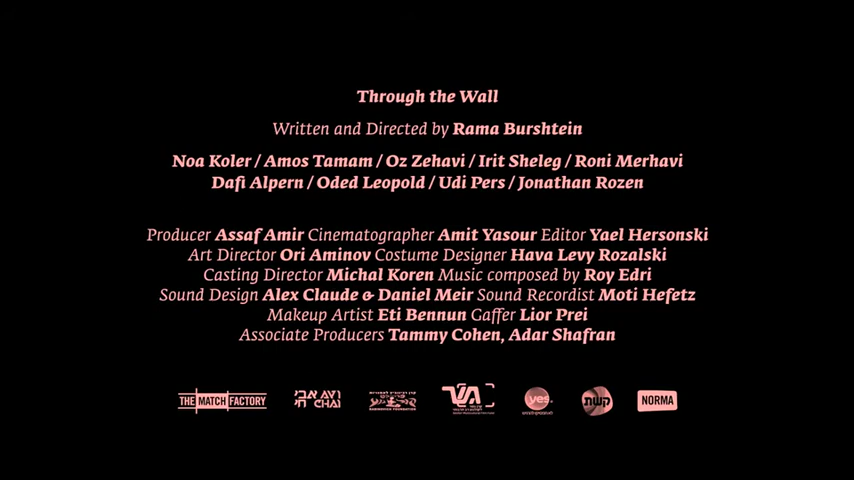 Through the Wall
Written and Directed by Rama Burshtein
Noa Koler / Amos Tamam / Oz Zehavi / Irit Sheleg / Roni Merhavi
Dafi Alpern / Oded Leopold / Udi Pers / Jonathan Rozen
Producer Assaf Amir Cinematographer Amit Yasour Editor Yael Hersonski
Art Director Ori Aminov Costume Designer Hava Levy Rozalski
Casting Director Michal Koren Music composed by Roy Edri
Sound Design Alex Claude & Daniel Meir Sound Recordist Moti Hefetz
Makeup Artist Eti Bennun Gaffer Lior Prei
Associate Producers Tammy Cohen, Adar Shafran
THE MATCH FACTORY
AVI אבי
CHAI חי
yes
קשת
NORMA